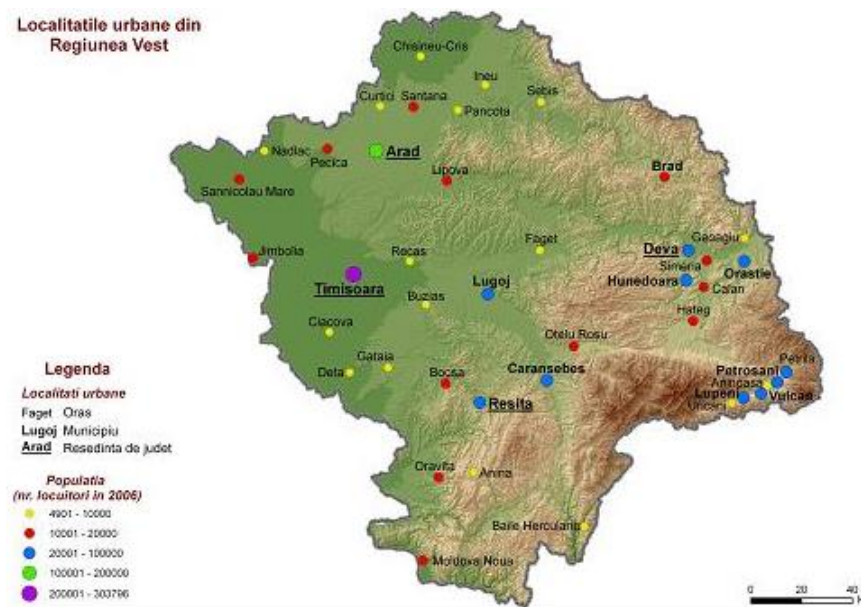 Localitatile urbane din
Regiunea Vest
Chisineu-Cris
Ineu
Sebis
Curtici
Santana
Pancota
Nadlac
Pecica
Arad
Lipova
Brad
Sannicolau Mare
Jimbolia
Recas
Faget
Geoagiu
Deva
Simeria
Orastie
Timisoara
Lugoj
Hunedoara
Calan
Buzias
Hateg
Ciacova
Otelu Rosu
Gataia
Deta
Bocsa
Caransebes
Petrosani
Petrila
Aninoasa
Lupeni
Vulcan
Uricani
Resita
Oravita
Anina
Baile Herculane
Moldova Noua
Legenda
Localitati urbane
Faget Oras
Lugoj Municipiu
Arad Resedinta de judet
Populatia
(nr. locuitori in 2006)
4901 - 10000
10001 - 20000
20001 - 100000
100001 - 200000
200001 - 303796
0 20 40